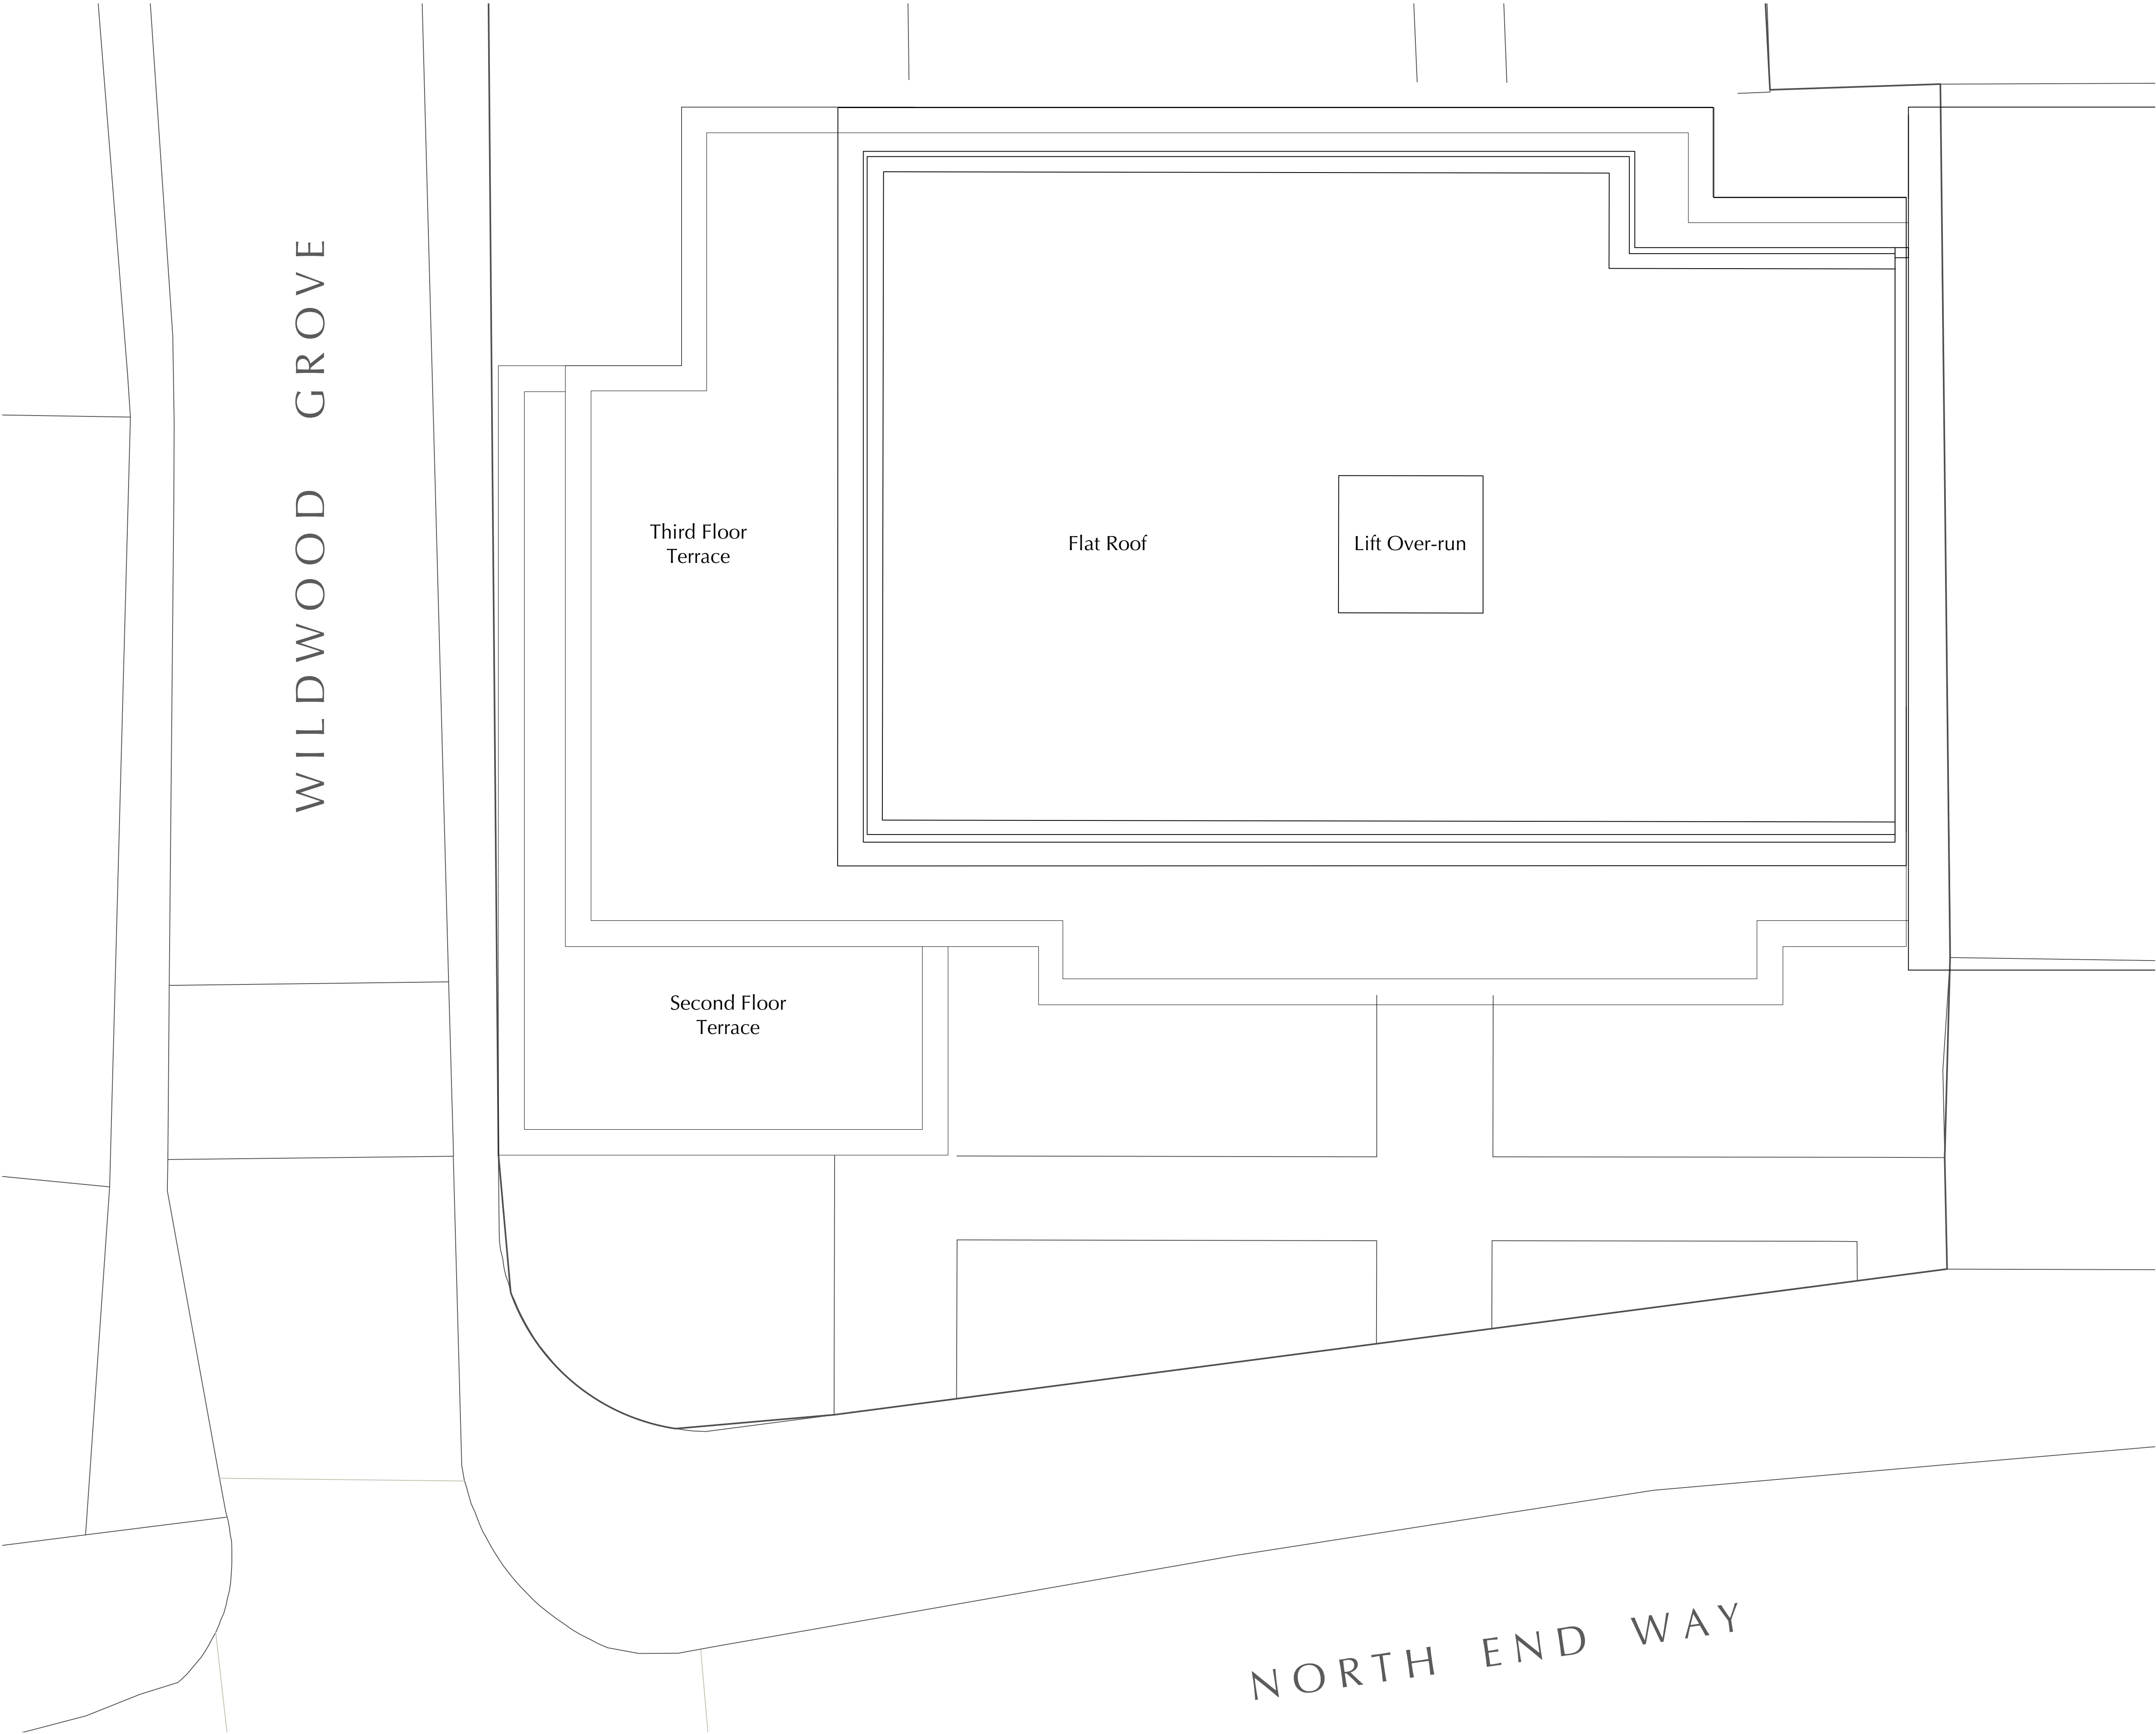 WILDWOOD GROVE
Third Floor
Terrace
Flat Roof
Lift Over-run
Second Floor
Terrace
NORTH END WAY